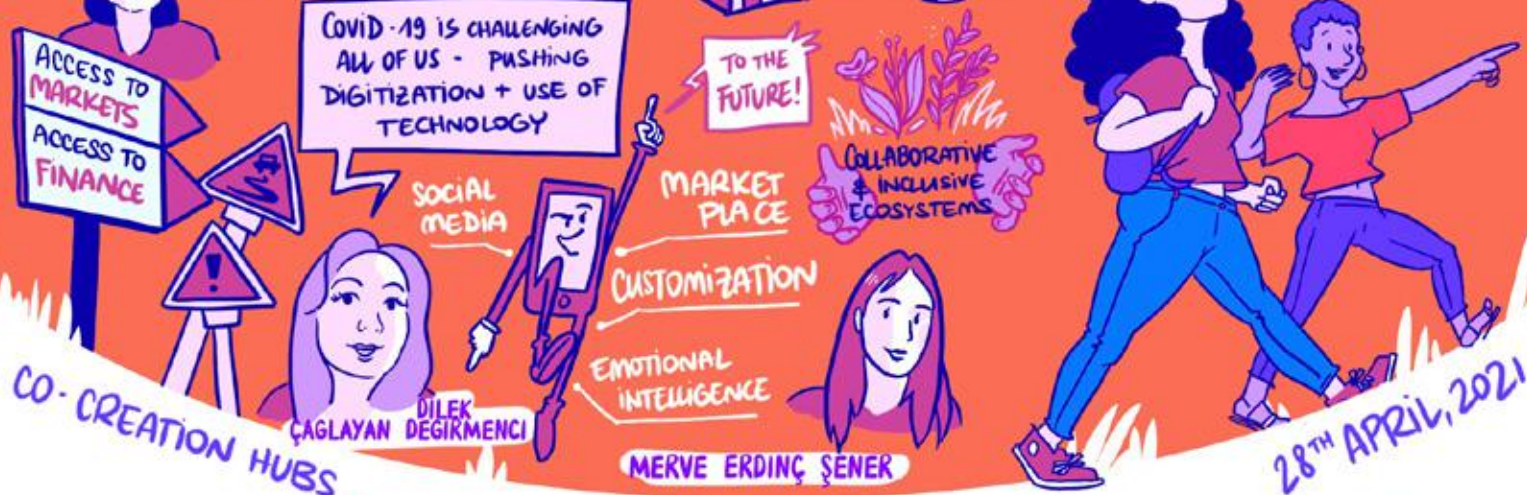 ACCESS TO
MARKETS
ACCESS TO
FINANCE
!
COVID-19 IS CHALLENGING
ALL OF US - PUSHING
DIGITIZATION + USE OF
TECHNOLOGY
TO THE
FUTURE!
COLLABORATIVE
& INCLUSIVE
ECOSYSTEMS
SOCIAL
MEDIA
MARKET
PLACE
CUSTOMIZATION
EMOTIONAL
INTELLIGENCE
DILEK
ÇAGLAYAN DEGIRMENCI
MERVE ERDINÇ ŞENER
CO-CREATION HUBS
28TH APRIL, 2021